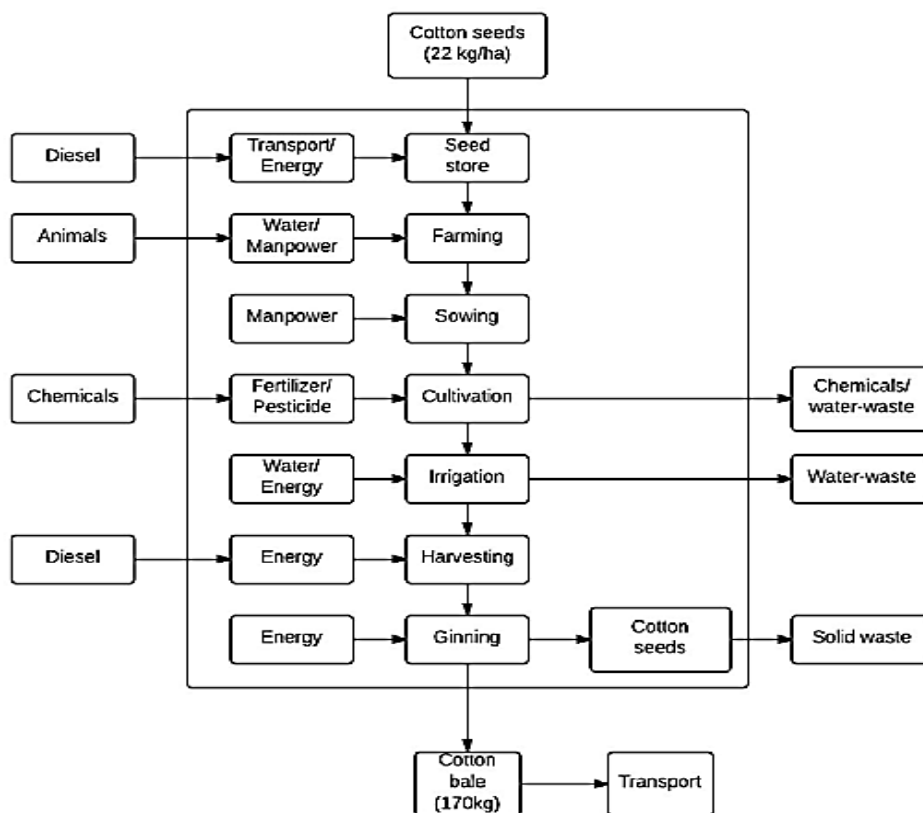 Cotton seeds
(22 kg/ha)
Diesel
Transport/
Energy
Seed
store
Animals
Water/
Manpower
Farming
Manpower
Sowing
Chemicals
Fertilizer/
Pesticide
Cultivation
Chemicals/
water-waste
Water/
Energy
Irrigation
Water-waste
Diesel
Energy
Harvesting
Energy
Ginning
Cotton
seeds
Solid waste
Cotton
bale
(170kg)
Transport